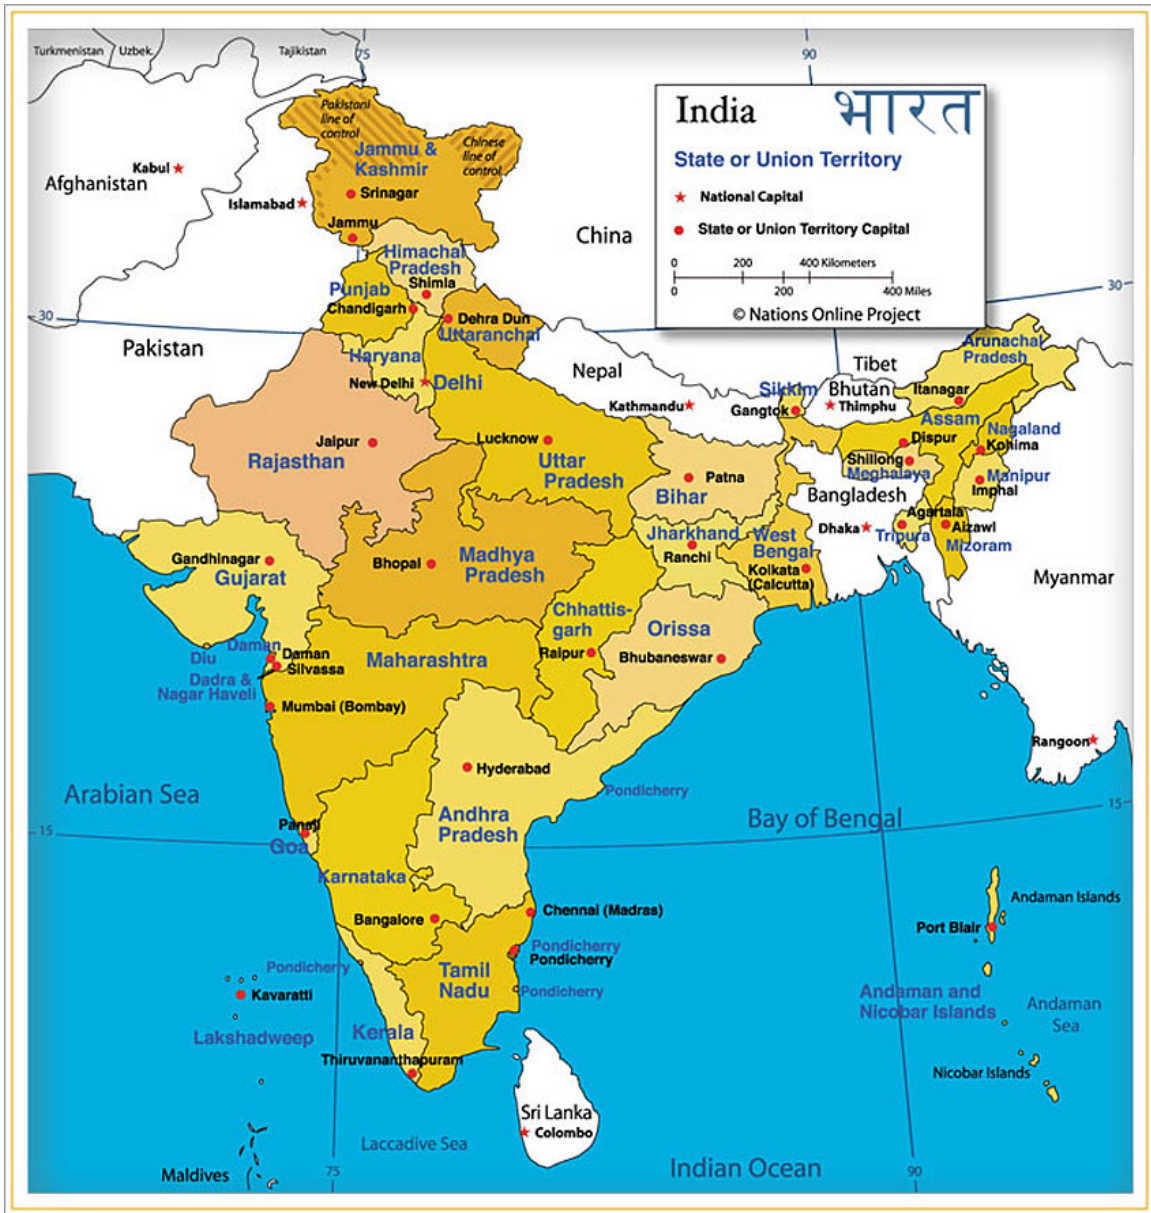 Turkmenistan
Uzbek.
Tajikistan
75
90
Pakistani
line of
control
Chinese
line of
control
India
भारत
State or Union Territory
National Capital
State or Union Territory Capital
0 200 400 Kilometers
0 200 400 Miles
© Nations Online Project
Kabul
Afghanistan
Islamabad
Jammu &
Kashmir
Srinagar
Jammu
China
Himachal
Pradesh
Shimla
Punjab
Chandigarh
30
30
Dehra Dun
Uttaranchal
Pakistan
Haryana
New Delhi
Delhi
Nepal
Kathmandu
Tibet
Sikkim
Gangtok
Bhutan
Thimphu
Arunachal
Pradesh
Itanagar
Assam
Dispur
Nagaland
Kohima
Shillong
Meghalaya
Manipur
Imphal
Jaipur
Rajasthan
Lucknow
Uttar
Pradesh
Patna
Bihar
Bangladesh
Dhaka
Agartala
Tripura
Aizawl
Mizoram
Jharkhand
Ranchi
West
Bengal
Kolkata
(Calcutta)
Myanmar
Gandhinagar
Gujarat
Bhopal
Madhya
Pradesh
Chhattis-
garh
Raipur
Orissa
Bhubaneswar
Daman
Diu
Daman
Silvassa
Dadra &
Nagar Haveli
Maharashtra
Mumbai (Bombay)
Rangoon
Hyderabad
Arabian Sea
Pondicherry
Andhra
Pradesh
Bay of Bengal
15
15
Panaji
Goa
Karnataka
Bangalore
Chennai (Madras)
Andaman Islands
Port Blair
Pondicherry
Pondicherry
Pondicherry
Tamil
Nadu
Pondicherry
Kavaratti
Lakshadweep
Kerala
Thiruvananthapuram
Andaman and
Nicobar Islands
Andaman
Sea
Nicobar Islands
Sri Lanka
Colombo
Laccadive Sea
Maldives
75
Indian Ocean
90